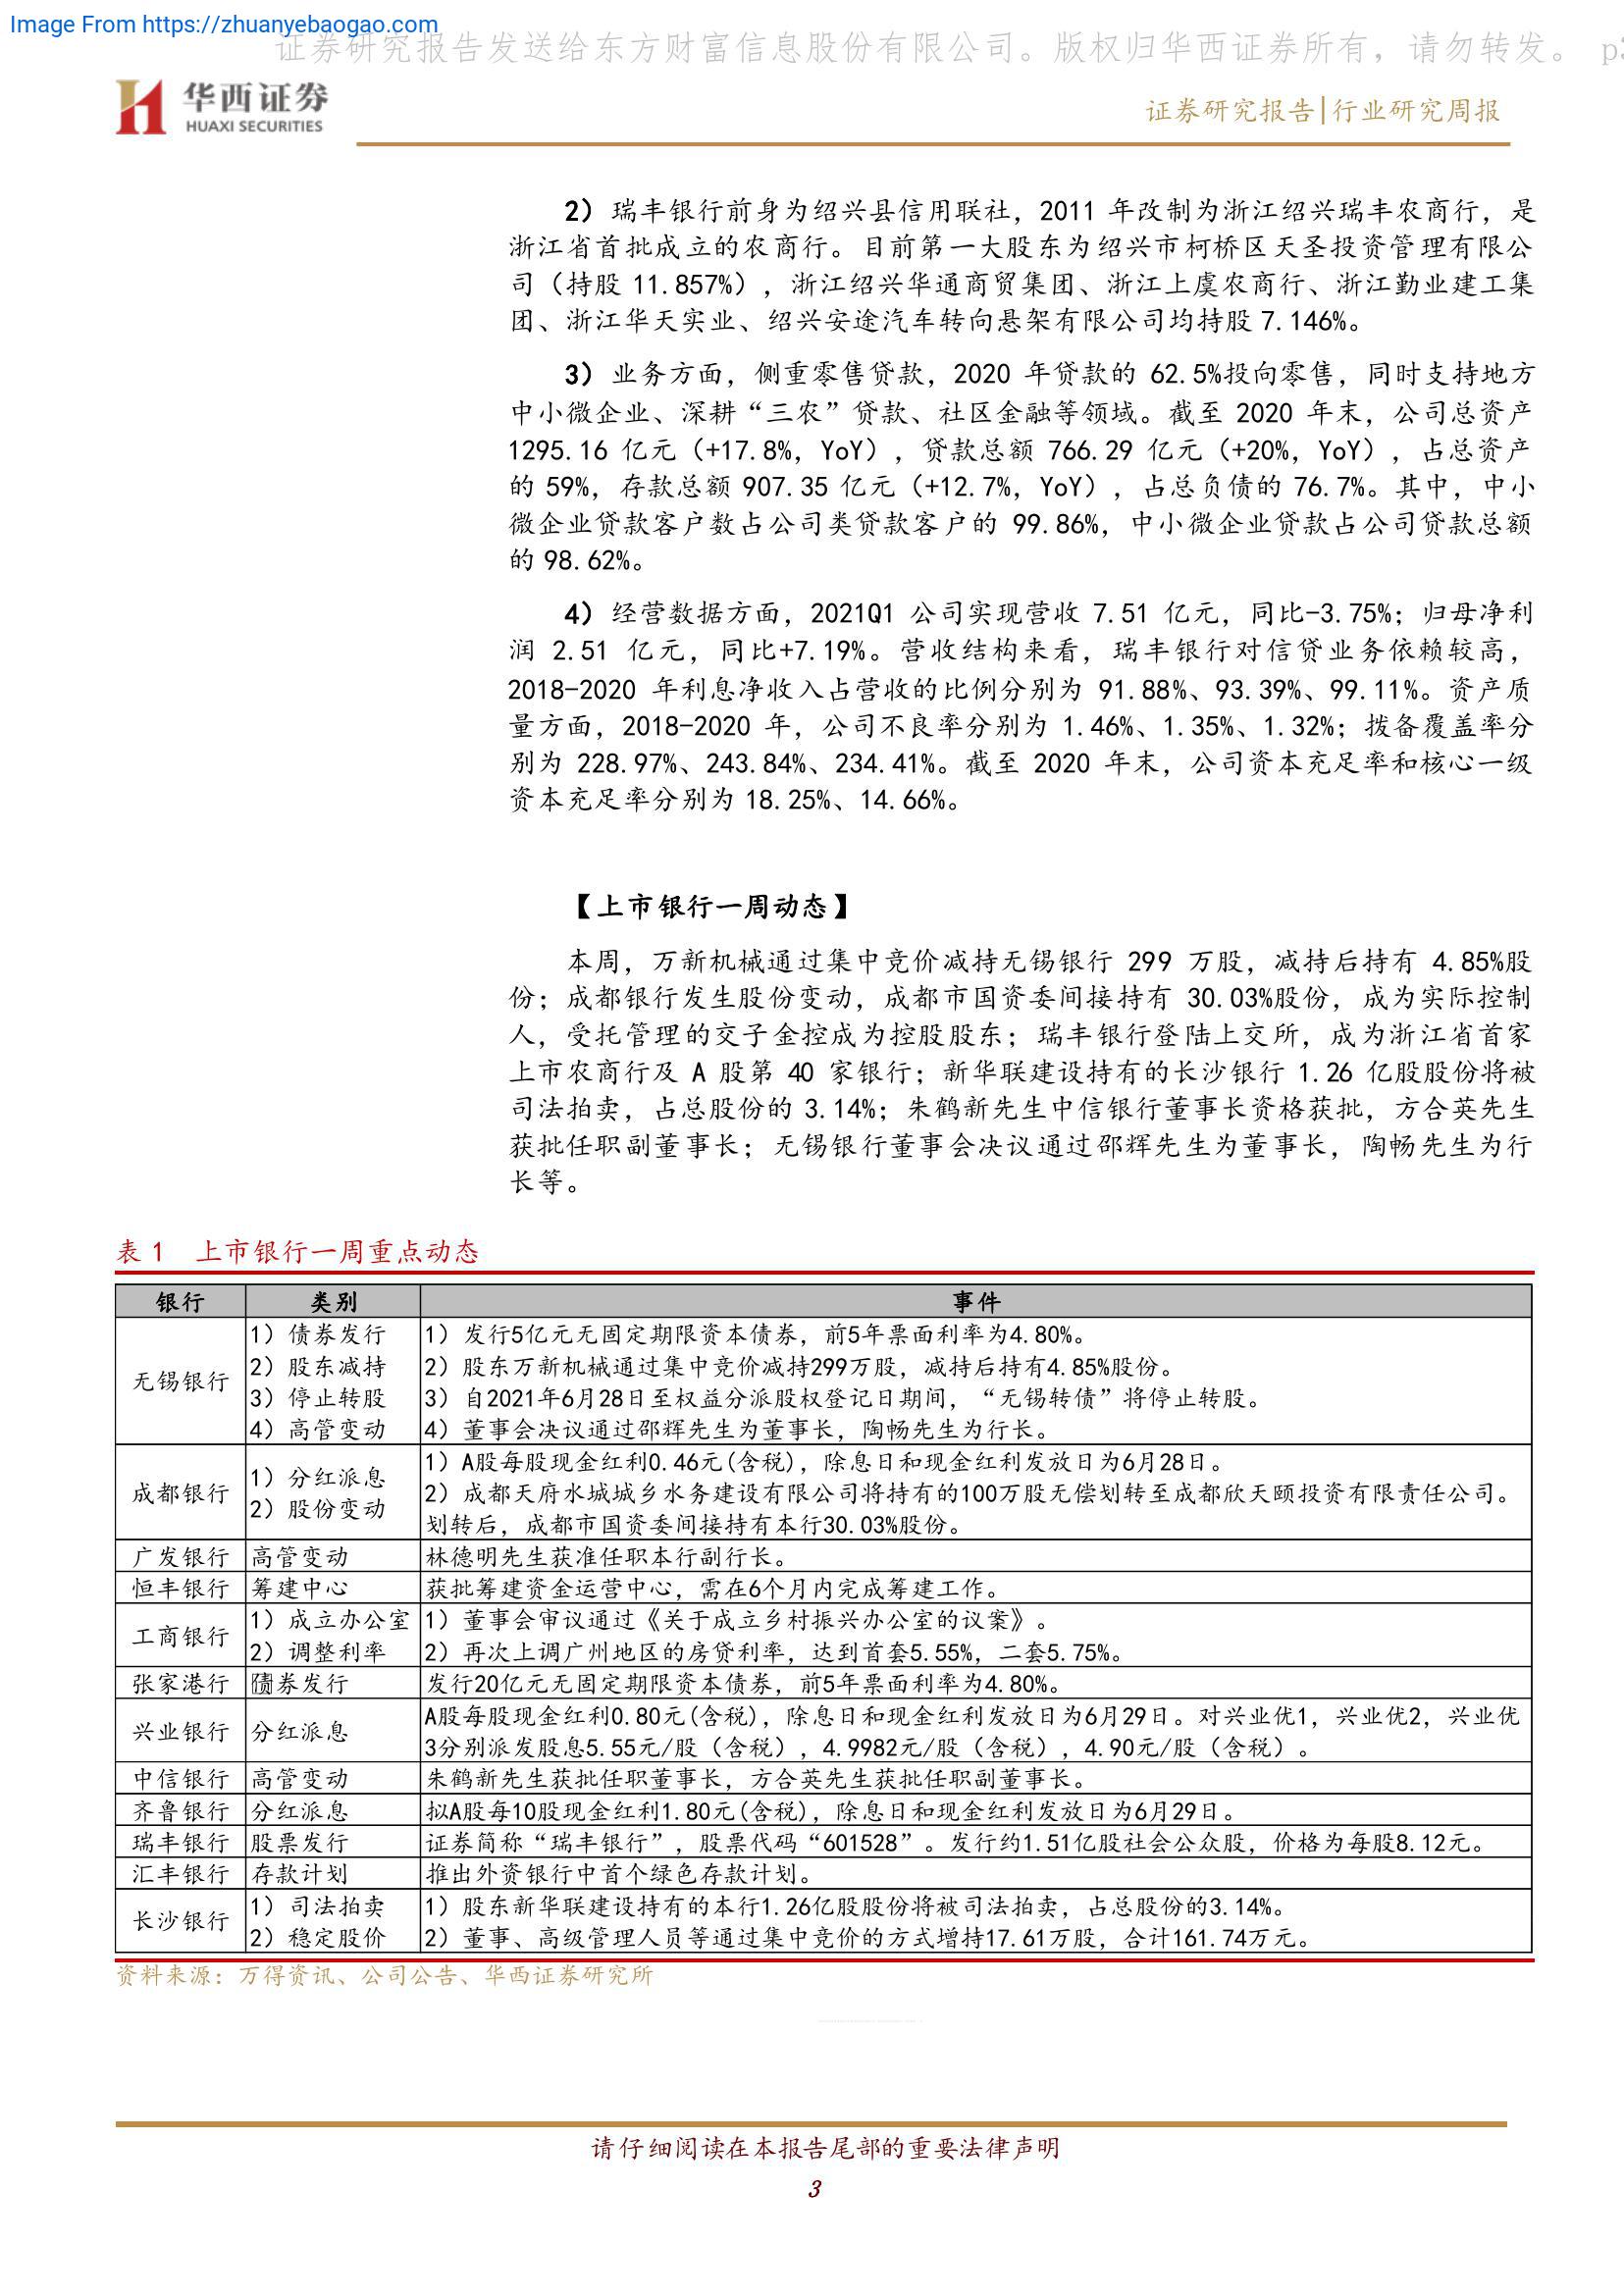 Image From https://zhuanyebaogao.com
证券研究报告发送给东方财富信息股份有限公司。版权归华西证券所有，请勿转发。 p3
华西证券
HUAXI SECURITIES
证券研究报告|行业研究周报
2）瑞丰银行前身为绍兴县信用联社，2011 年改制为浙江绍兴瑞丰农商行，是
浙江省首批成立的农商行。目前第一大股东为绍兴市柯桥区天圣投资管理有限公
司（持股 11.857%），浙江绍兴华通商贸集团、浙江上虞农商行、浙江勤业建工集
团、浙江华天实业、绍兴安途汽车转向悬架有限公司均持股 7.146%。
3）业务方面，侧重零售贷款，2020 年贷款的 62.5%投向零售，同时支持地方
中小微企业、深耕“三农”贷款、社区金融等领域。截至 2020 年末，公司总资产
1295.16 亿元（+17.8%，YoY），贷款总额 766.29 亿元（+20%，YoY），占总资产
的 59%，存款总额 907.35 亿元（+12.7%，YoY），占总负债的 76.7%。其中，中小
微企业贷款客户数占公司类贷款客户的 99.86%，中小微企业贷款占公司贷款总额
的 98.62%。
4）经营数据方面，2021Q1 公司实现营收 7.51 亿元，同比-3.75%；归母净利
润 2.51 亿元，同比+7.19%。营收结构来看，瑞丰银行对信贷业务依赖较高，
2018-2020 年利息净收入占营收的比例分别为 91.88%、93.39%、99.11%。资产质
量方面，2018-2020 年，公司不良率分别为 1.46%、1.35%、1.32%；拨备覆盖率分
别为 228.97%、243.84%、234.41%。截至 2020 年末，公司资本充足率和核心一级
资本充足率分别为 18.25%、14.66%。
【上市银行一周动态】
本周，万新机械通过集中竞价减持无锡银行 299 万股，减持后持有 4.85%股
份；成都银行发生股份变动，成都市国资委间接持有 30.03%股份，成为实际控制
人，受托管理的交子金控成为控股股东；瑞丰银行登陆上交所，成为浙江省首家
上市农商行及 A 股第 40 家银行；新华联建设持有的长沙银行 1.26 亿股股份将被
司法拍卖，占总股份的 3.14%；朱鹤新先生中信银行董事长资格获批，方合英先生
获批任职副董事长；无锡银行董事会决议通过邵辉先生为董事长，陶畅先生为行
长等。
表 1 上市银行一周重点动态
银行 类别 事件
1）债券发行 1）发行5亿元无固定期限资本债券，前5年票面利率为4.80%。
2）股东减持 2）股东万新机械通过集中竞价减持299万股，减持后持有4.85%股份。
无锡银行
3）停止转股 3）自2021年6月28日至权益分派股权登记日期间，“无锡转债”将停止转股。
4）高管变动 4）董事会决议通过邵辉先生为董事长，陶畅先生为行长。
成都银行
1）分红派息
2）股份变动
1）A股每股现金红利0.46元(含税)，除息日和现金红利发放日为6月28日。
2）成都天府水城城乡水务建设有限公司将持有的100万股无偿划转至成都欣天颐投资有限责任公司。
划转后，成都市国资委间接持有本行30.03%股份。
广发银行 高管变动 林德明先生获准任职本行副行长。
恒丰银行 筹建中心 获批筹建资金运营中心，需在6个月内完成筹建工作。
工商银行
1）成立办公室 1）董事会审议通过《关于成立乡村振兴办公室的议案》。
2）调整利率 2）再次上调广州地区的房贷利率，达到首套5.55%，二套5.75%。
张家港行 债券发行 发行20亿元无固定期限资本债券，前5年票面利率为4.80%。
兴业银行 分红派息
A股每股现金红利0.80元(含税)，除息日和现金红利发放日为6月29日。对兴业优1，兴业优2，兴业优
3分别派发股息5.55元/股（含税），4.9982元/股（含税），4.90元/股（含税）。
中信银行 高管变动 朱鹤新先生获批任职董事长，方合英先生获批任职副董事长。
齐鲁银行 分红派息 拟A股每10股现金红利1.80元(含税)，除息日和现金红利发放日为6月29日。
瑞丰银行 股票发行 证券简称“瑞丰银行”，股票代码“601528”。发行约1.51亿股社会公众股，价格为每股8.12元。
汇丰银行 存款计划 推出外资银行中首个绿色存款计划。
长沙银行
1）司法拍卖 1）股东新华联建设持有的本行1.26亿股股份将被司法拍卖，占总股份的3.14%。
2）稳定股价 2）董事、高级管理人员等通过集中竞价的方式增持17.61万股，合计161.74万元。
资料来源：万得资讯、公司公告、华西证券研究所
请仔细阅读在本报告尾部的重要法律声明
3